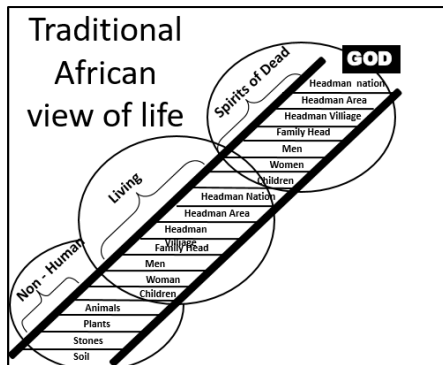 Traditional
African
view of life
GOD
Spirits of Dead
Headman nation
Headman Area
Headman Villiage
Family Head
Men
Women
Children
Living
Headman Nation
Headman Area
Headman
Village
Family Head
Men
Woman
Children
Non - Human
Animals
Plants
Stones
Soil